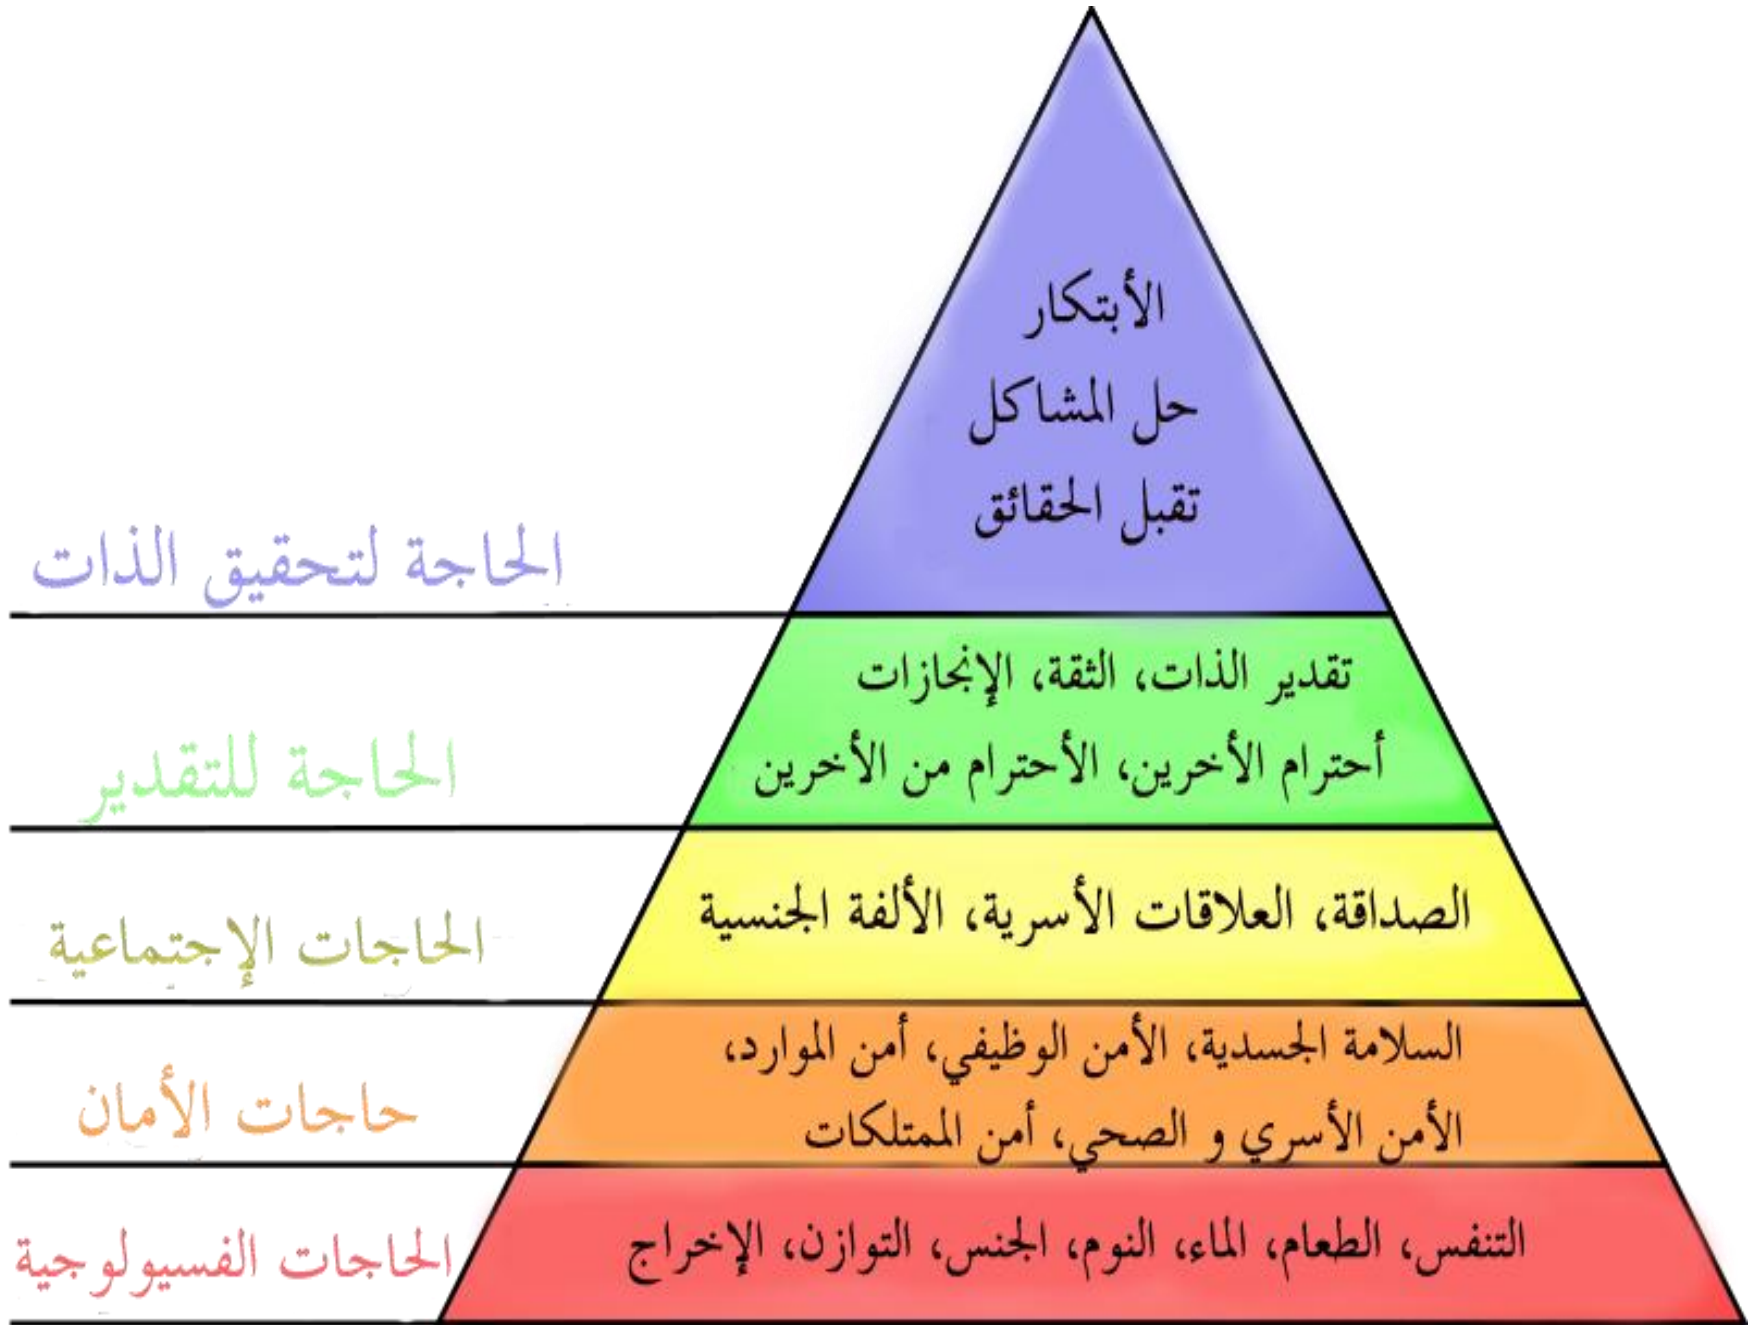 الأبتكار
حل المشاكل
تقبل الحقائق
الحاجة لتحقيق الذات
تقدير الذات، الثقة، الإنجازات
أحترام الأخرين، الأحترام من الأخرين
الحاجة للتقدير
الصداقة، العلاقات الأسرية، الألفة الجنسية
الحاجات الإجتماعية
السلامة الجسدية، الأمن الوظيفي، أمن الموارد،
الأمن الأسري و الصحي، أمن الممتلكات
حاجات الأمان
التنفس، الطعام، الماء، النوم، الجنس، التوازن، الإخراج
الحاجات الفسيولوجية